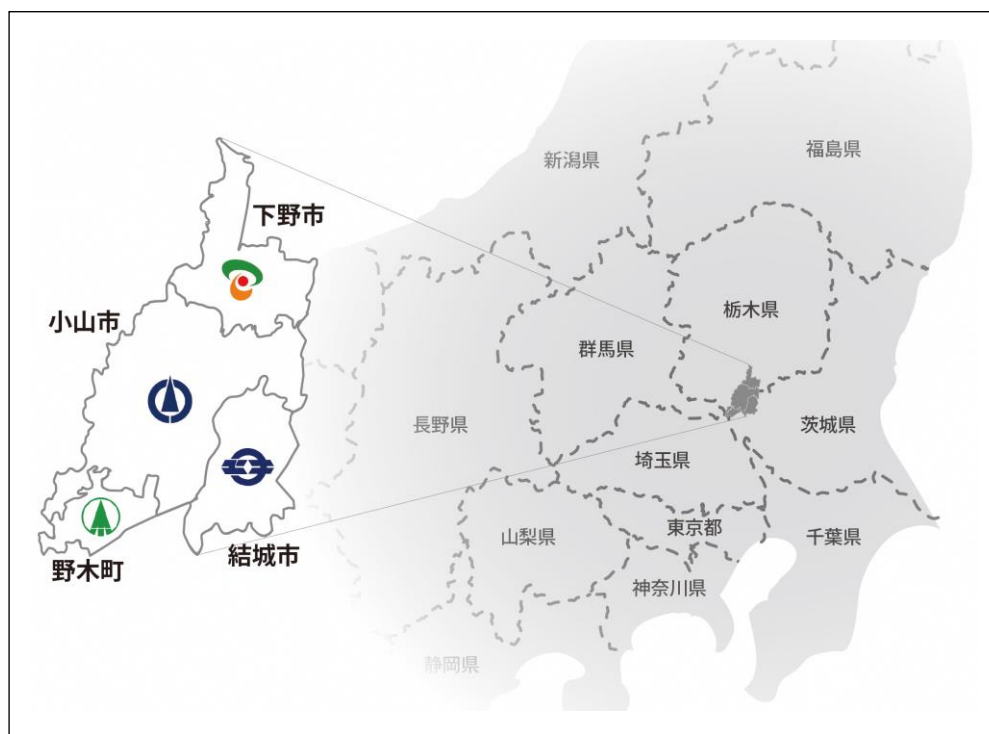 新潟県
福島県
下野市
栃木県
小山市
群馬県
長野県
茨城県
埼玉県
山梨県
東京都
千葉県
野木町
結城市
神奈川県
静岡県